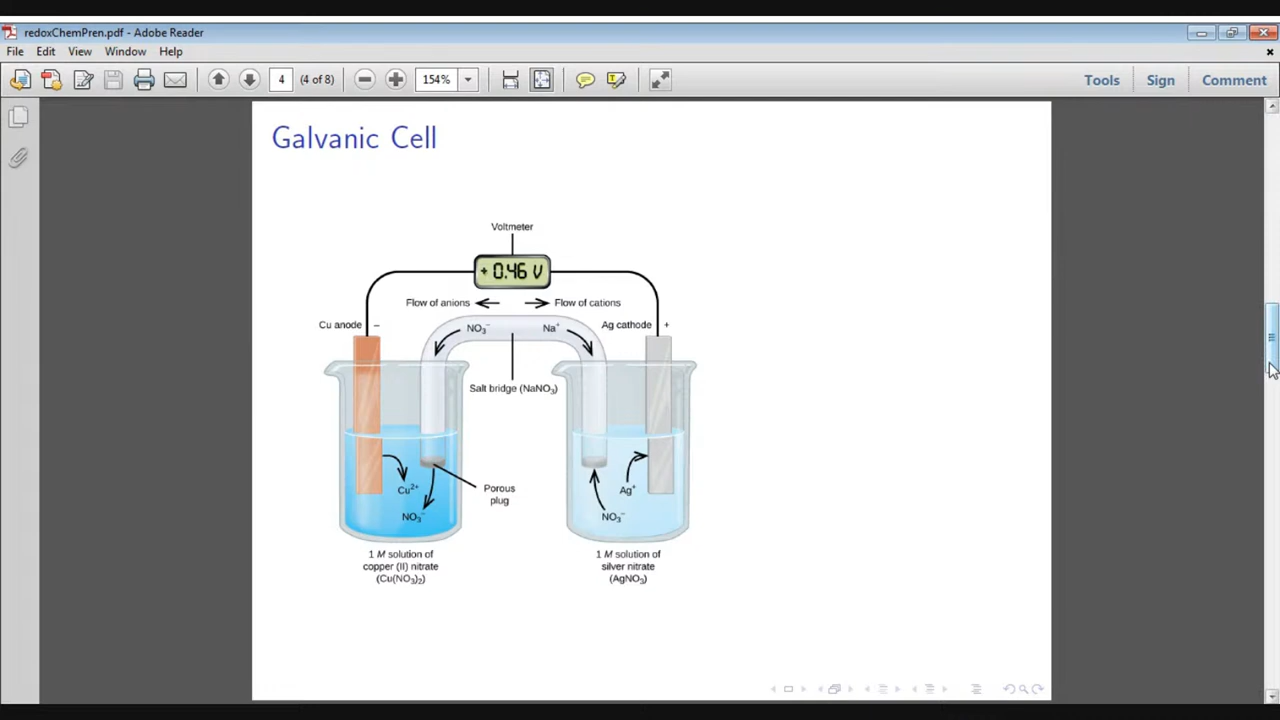 redoxChemPren.pdf - Adobe Reader
File Edit View Window Help
4 (4 of 8) 154% Tools Sign Comment
Galvanic Cell
Voltmeter
+ 0.46 V
Flow of anions Flow of cations
Cu anode − Ag cathode +
NO₃⁻ Na⁺
Salt bridge (NaNO₃)
Cu²⁺ Porous Ag⁺
plug
NO₃⁻ NO₃⁻
1 M solution of
copper (II) nitrate
(Cu(NO₃)₂)
1 M solution of
silver nitrate
(AgNO₃)